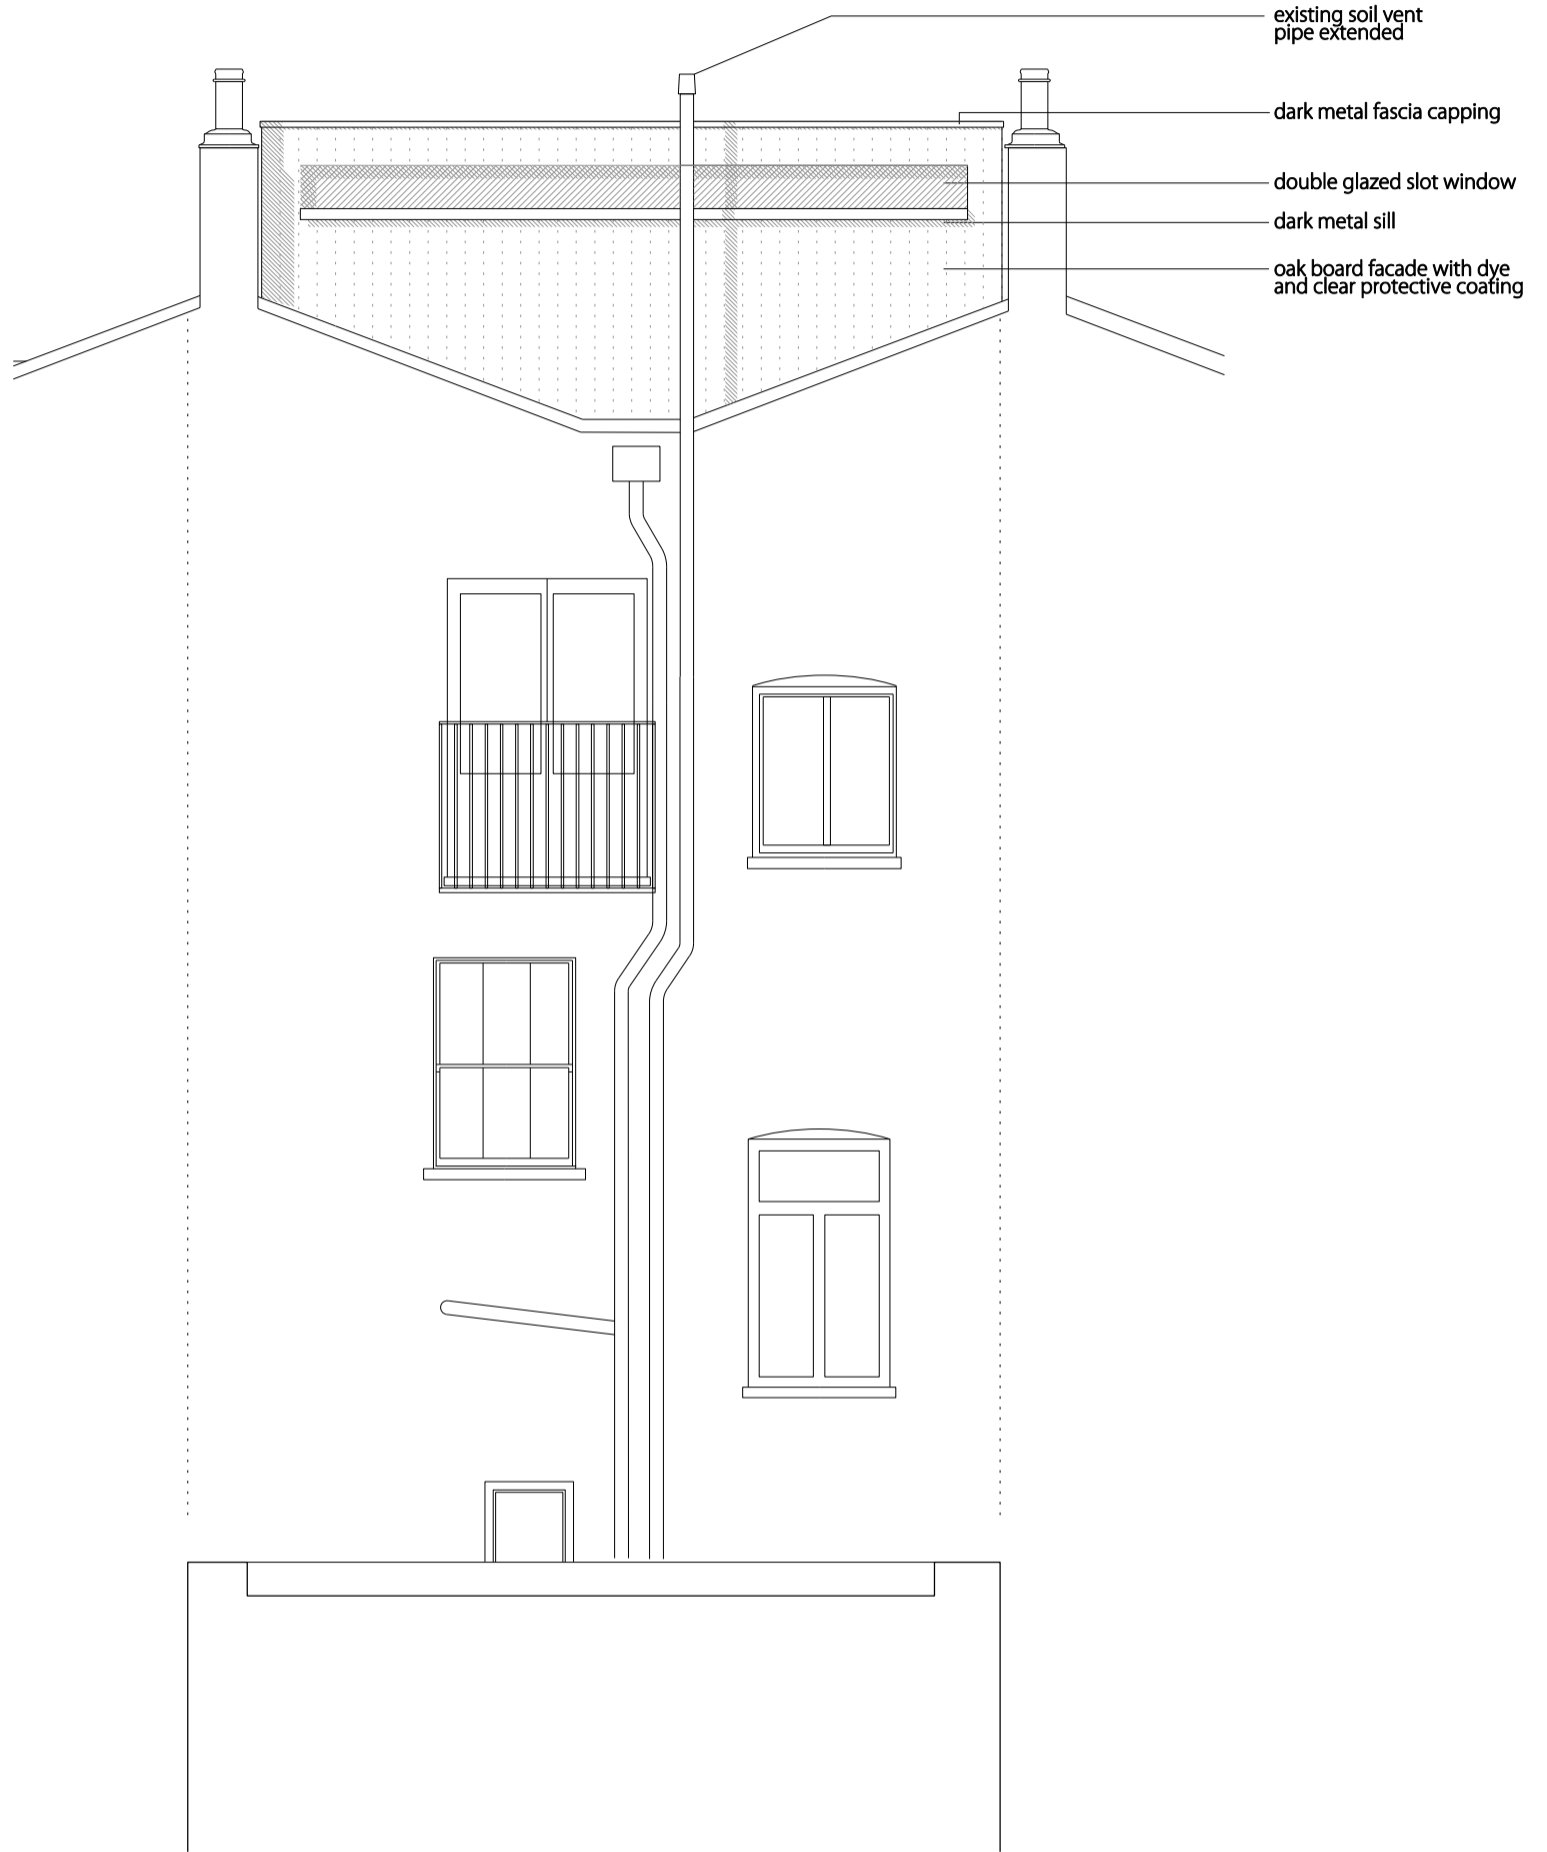 existing soil vent
pipe extended
dark metal fascia capping
double glazed slot window
dark metal sill
oak board facade with dye
and clear protective coating